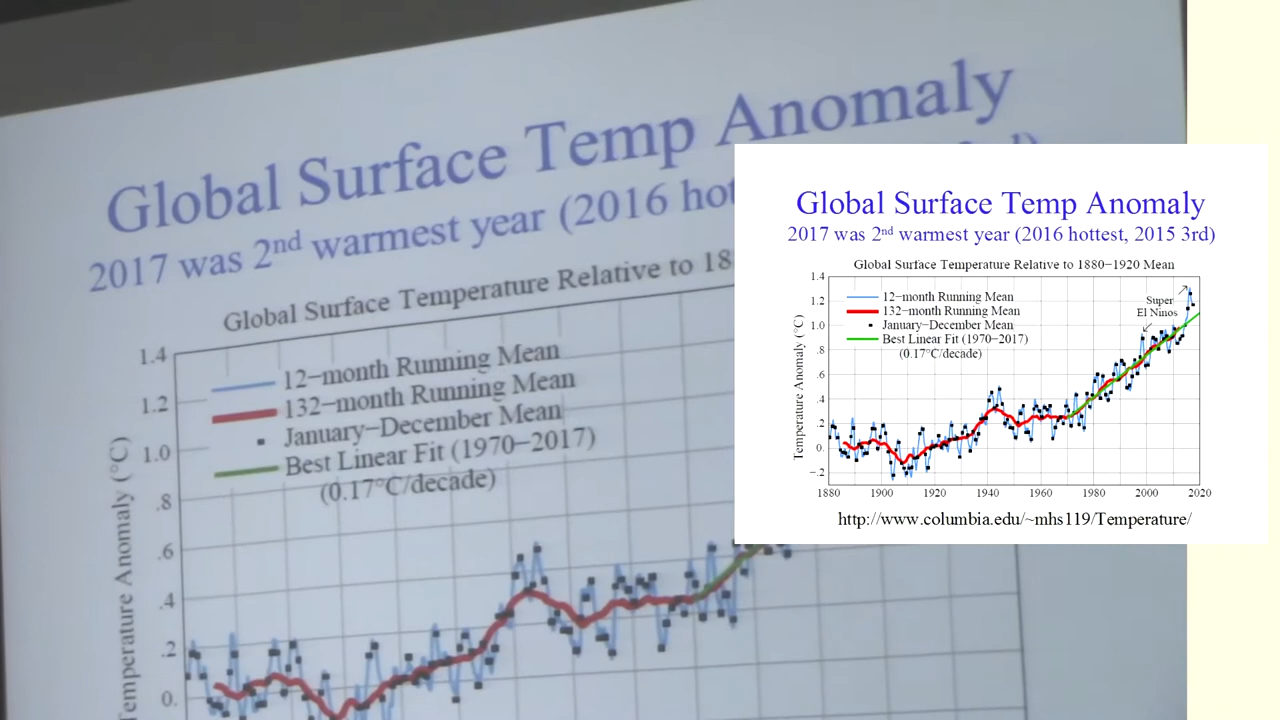 Global Surface Temp Anomaly
2017 was 2nd warmest year (2016 hot
Global Surface Temperature Relative to 18
1.4
1.2
1.0
.8
.6
.4
.2
0.
Temperature Anomaly (°C)
12−month Running Mean
132−month Running Mean
January−December Mean
Best Linear Fit (1970−2017)
(0.17°C/decade)
Global Surface Temp Anomaly
2017 was 2nd warmest year (2016 hottest, 2015 3rd)
Global Surface Temperature Relative to 1880−1920 Mean
1.4
1.2
1.0
.8
.6
.4
.2
0.
−.2
Temperature Anomaly (°C)
12−month Running Mean
132−month Running Mean
January−December Mean
Best Linear Fit (1970−2017)
(0.17°C/decade)
Super
El Ninos
1880 1900 1920 1940 1960 1980 2000 2020
http://www.columbia.edu/~mhs119/Temperature/